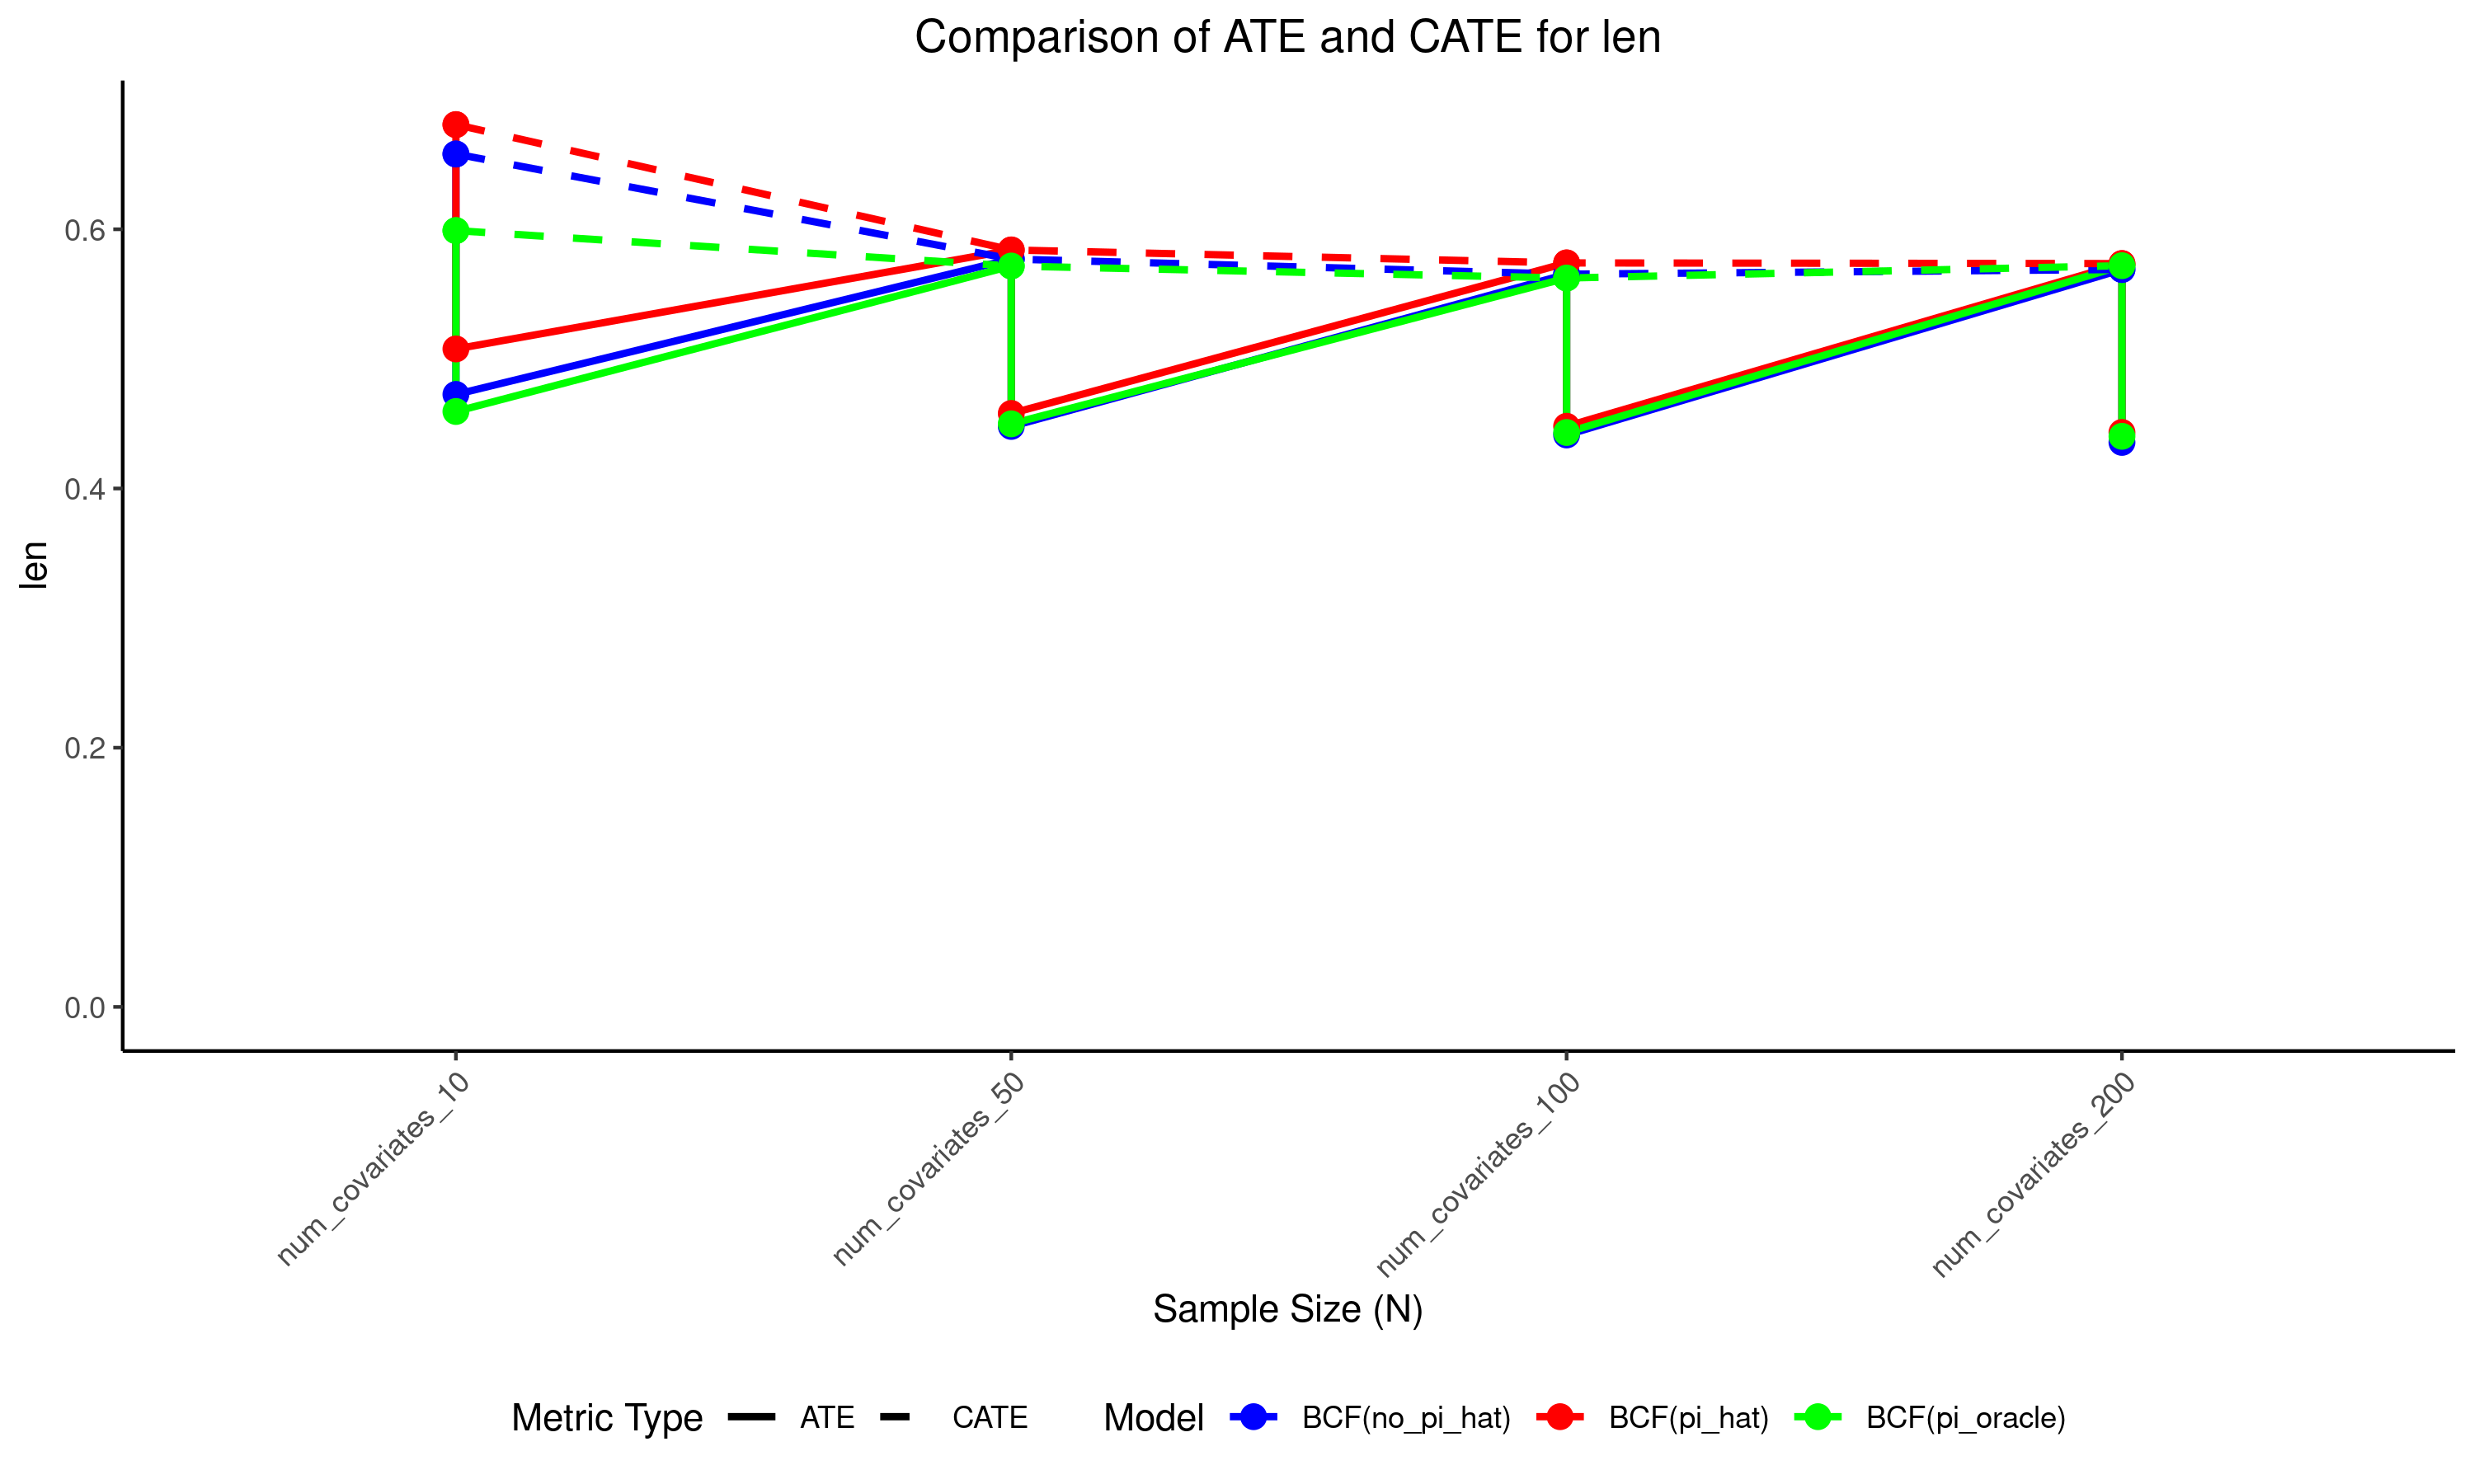 Comparison of ATE and CATE for len
len
0.6
0.4
0.2
0.0
num_covariates_10
num_covariates_50
num_covariates_100
num_covariates_200
Sample Size (N)
Metric Type ATE CATE Model BCF(no_pi_hat) BCF(pi_hat) BCF(pi_oracle)